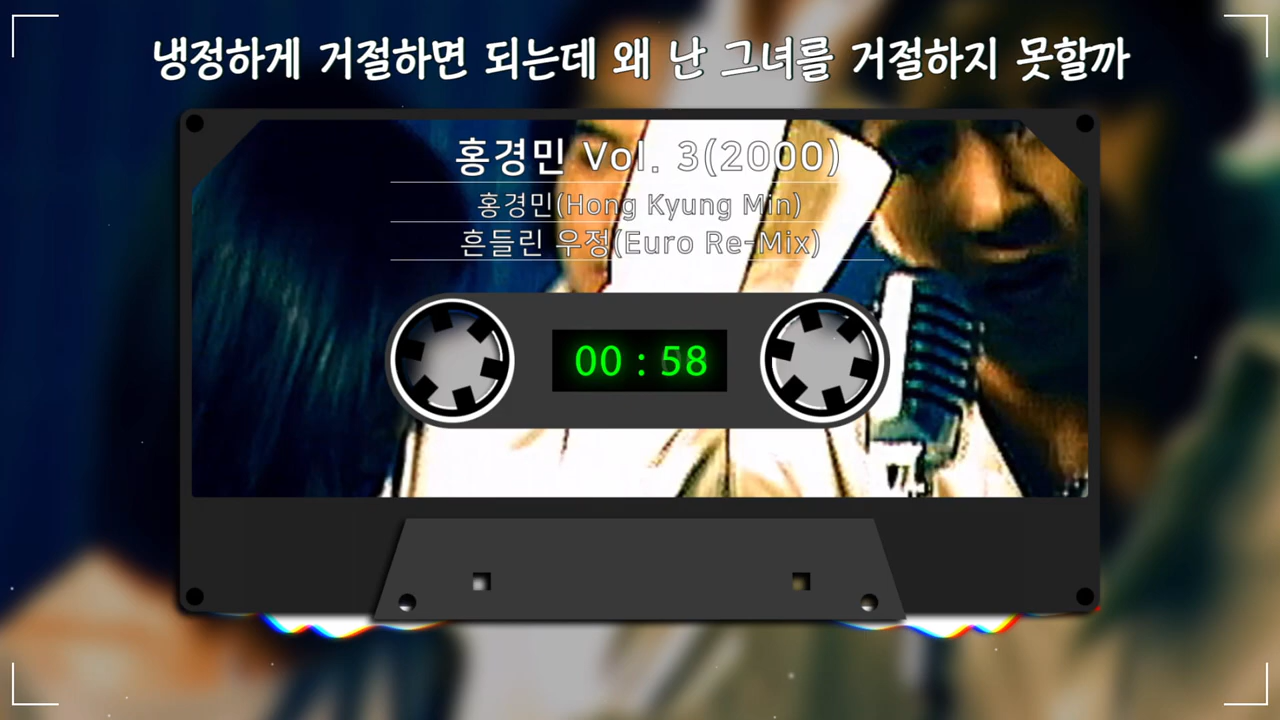 냉정하게 거절하면 되는데 왜 난 그녀를 거절하지 못할까
홍경민 Vol. 3(2000)
홍경민(Hong Kyung Min)
흔들린 우정(Euro Re-Mix)
00 : 58